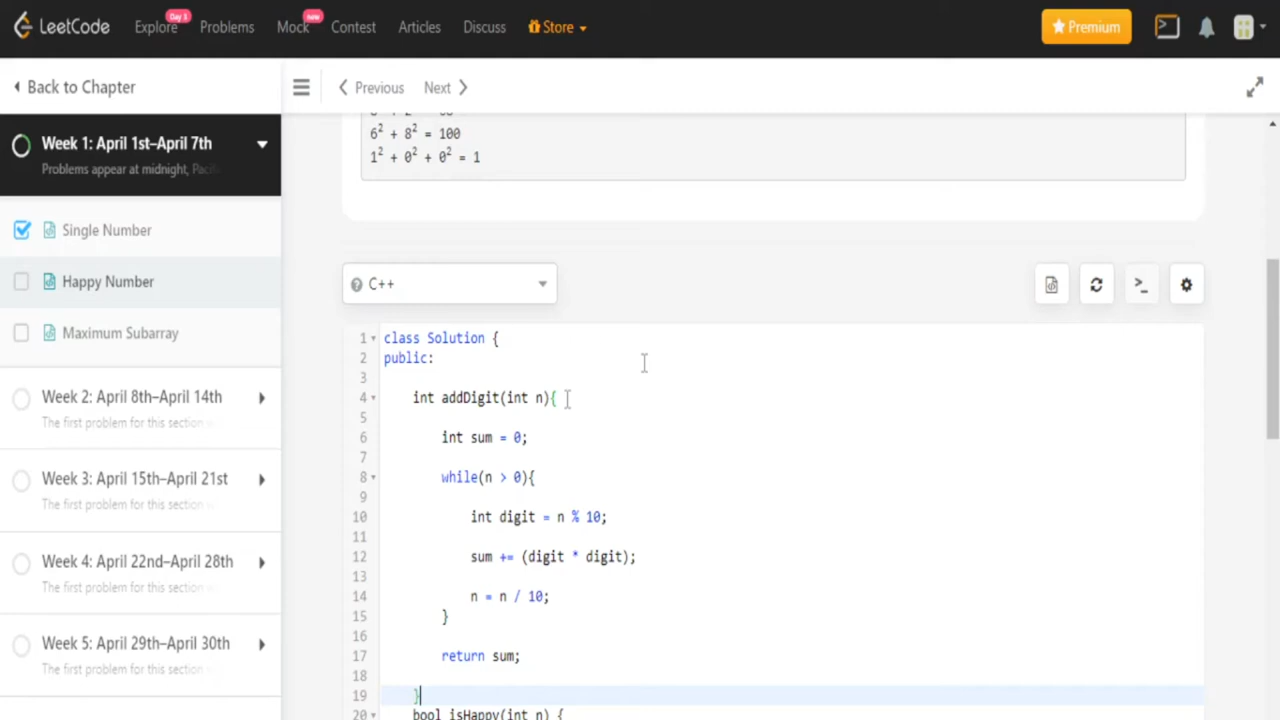 LeetCode
Explore
Day 3
Problems
Mock
new
Contest
Articles
Discuss
Store
Premium
Back to Chapter
Previous
Next
Week 1: April 1st–April 7th
Problems appear at midnight, Pacific
Single Number
Happy Number
Maximum Subarray
Week 2: April 8th–April 14th
The first problem for this section
Week 3: April 15th–April 21st
The first problem for this section
Week 4: April 22nd–April 28th
The first problem for this section
Week 5: April 29th–April 30th
The first problem for this section
6² + 8² = 100
1² + 0² + 0² = 1
C++
1 class Solution {
2 public:
3
4 int addDigit(int n){
5
6 int sum = 0;
7
8 while(n > 0){
9
10 int digit = n % 10;
11
12 sum += (digit * digit);
13
14 n = n / 10;
15 }
16
17 return sum;
18
19 }
20 bool isHappy(int n) {